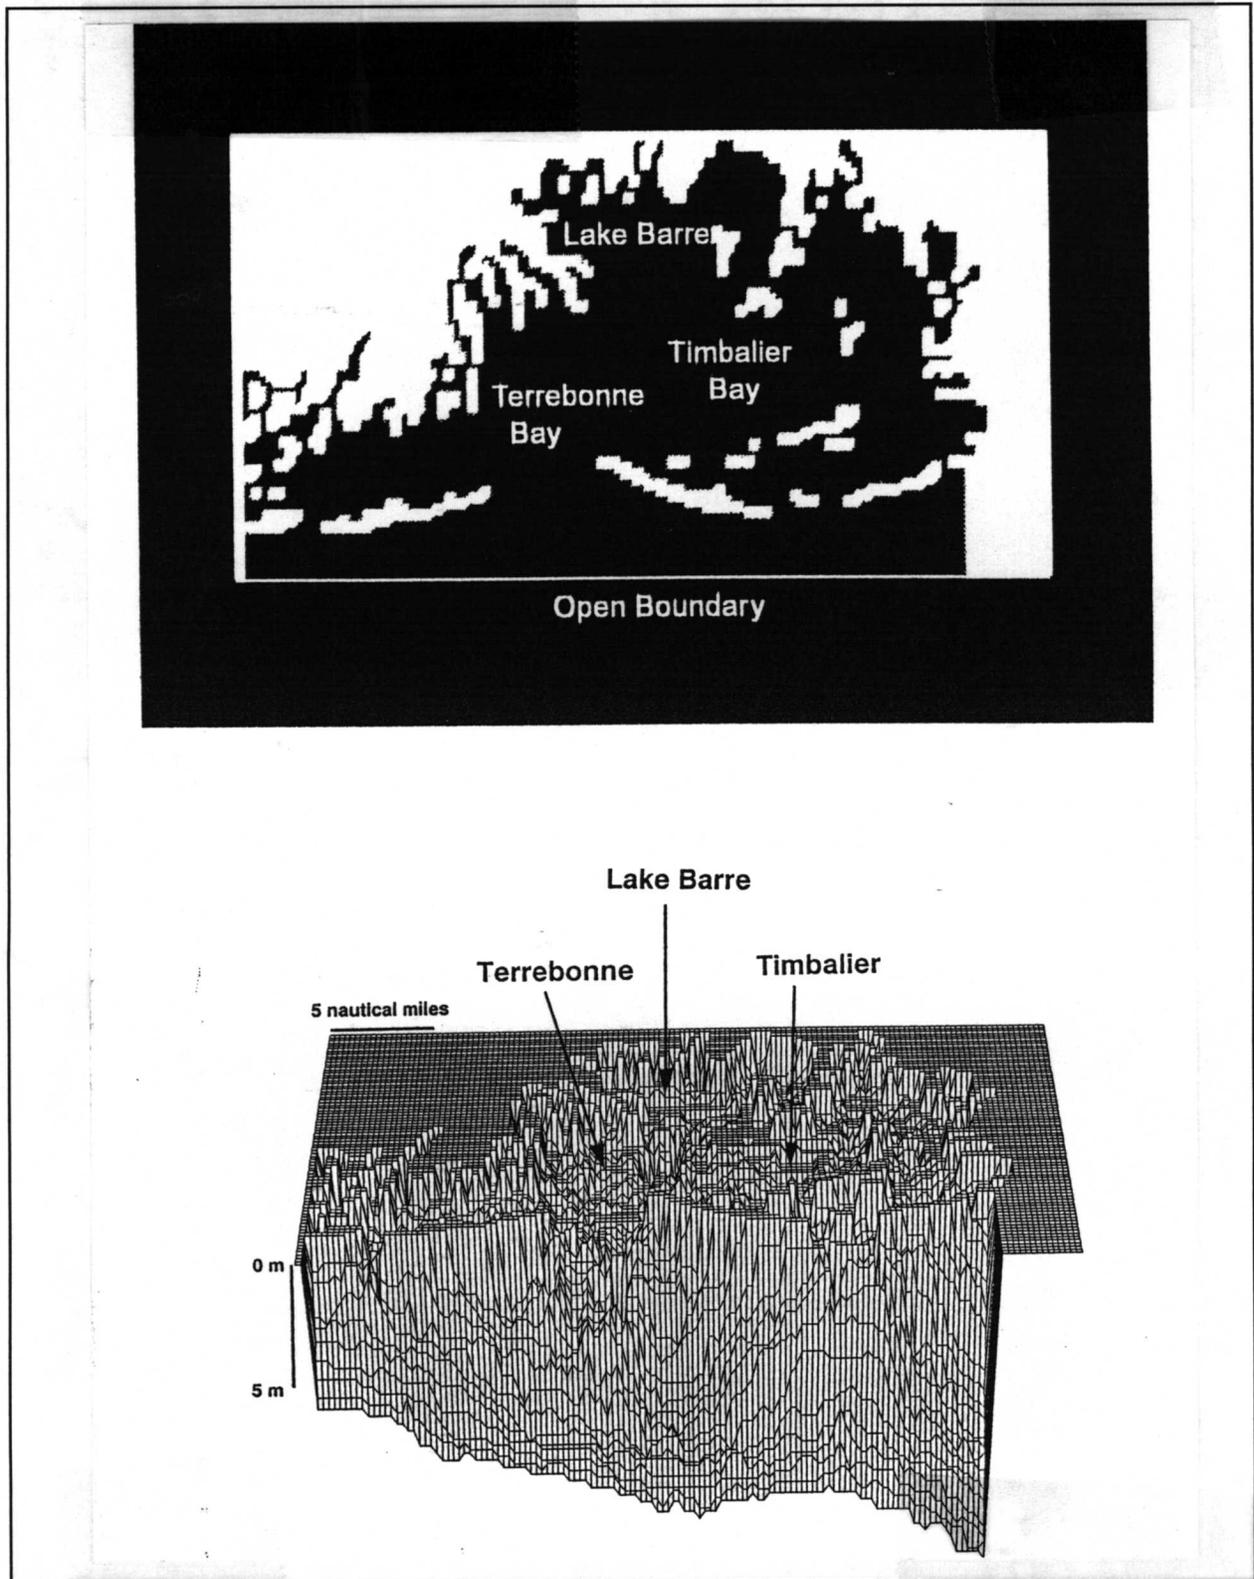 Lake Barre
Timbalier
Bay
Terrebonne
Bay
Open Boundary
Lake Barre
Terrebonne
Timbalier
5 nautical miles
0 m
5 m